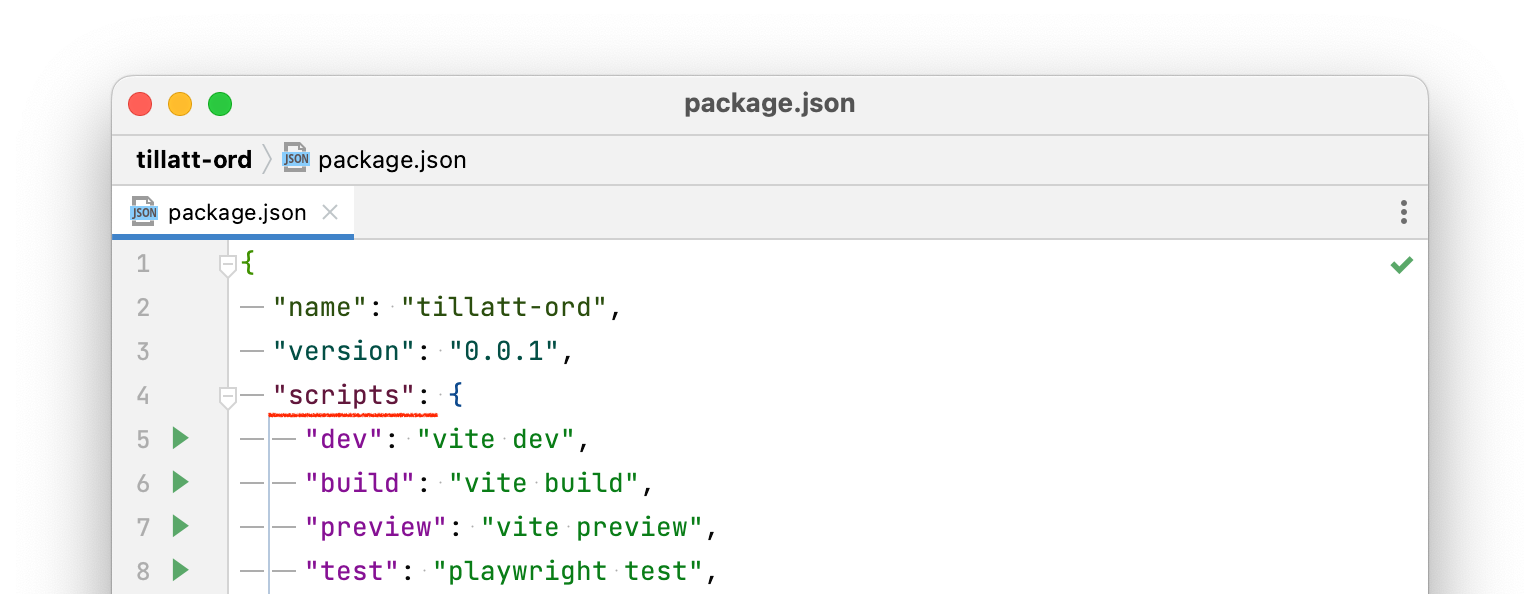 package.json
tillatt-ord JSON package.json
JSON package.json
1 {
2 "name": "tillatt-ord",
3 "version": "0.0.1",
4 "scripts": {
5 "dev": "vite dev",
6 "build": "vite build",
7 "preview": "vite preview",
8 "test": "playwright test",